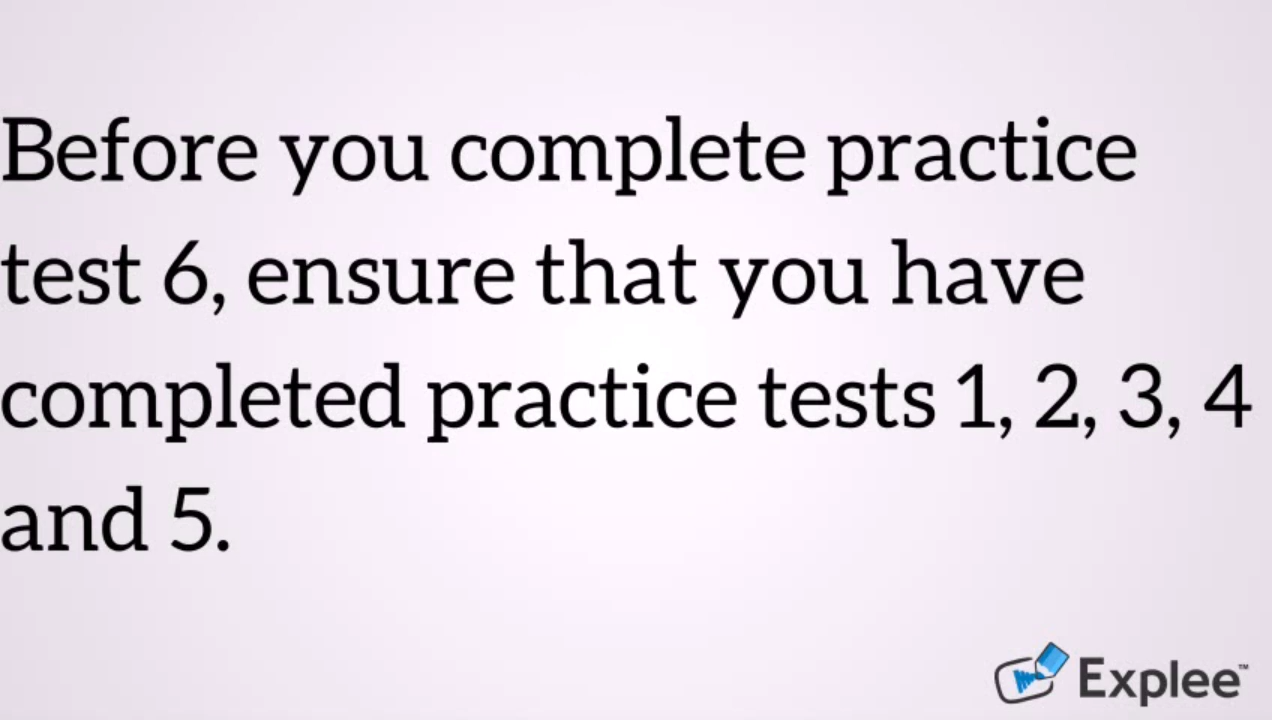 Before you complete practice
test 6, ensure that you have
completed practice tests 1, 2, 3, 4
and 5.
Explee™